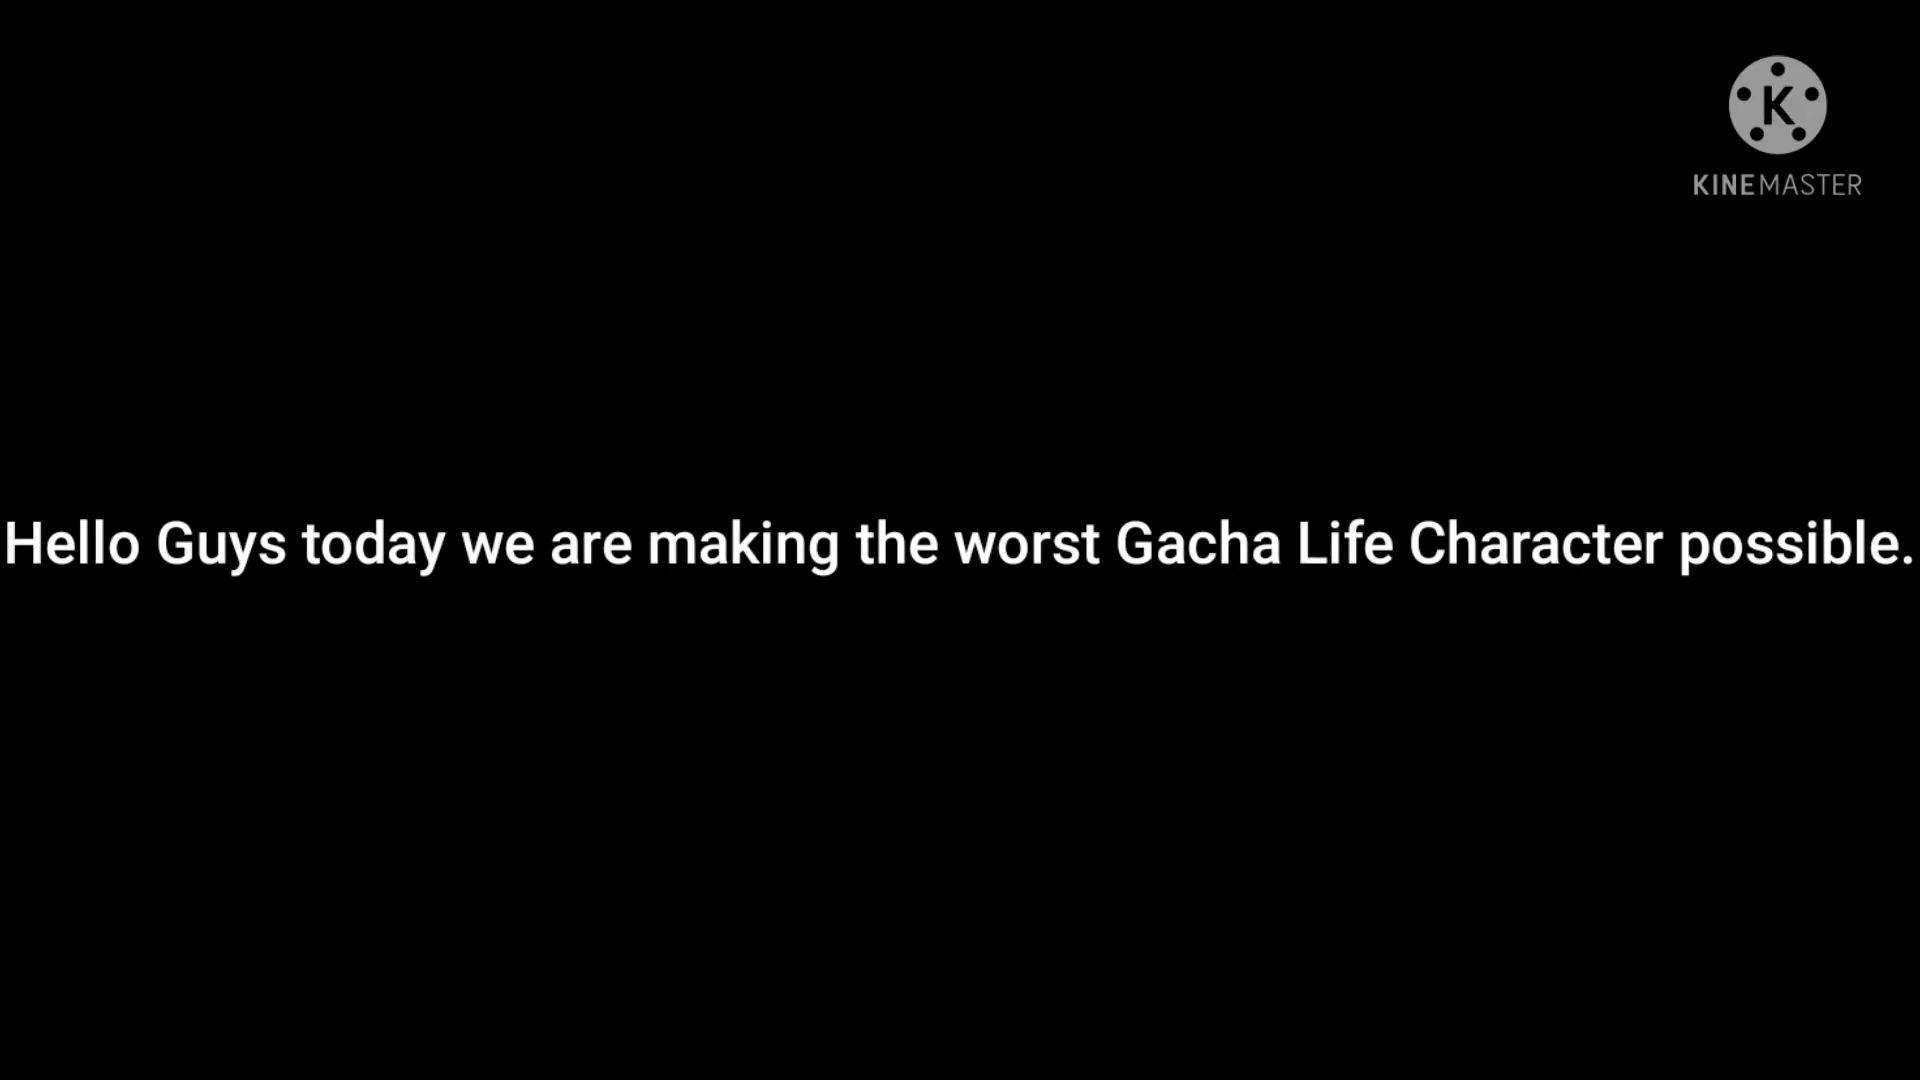 K
KINEMASTER
Hello Guys today we are making the worst Gacha Life Character possible.